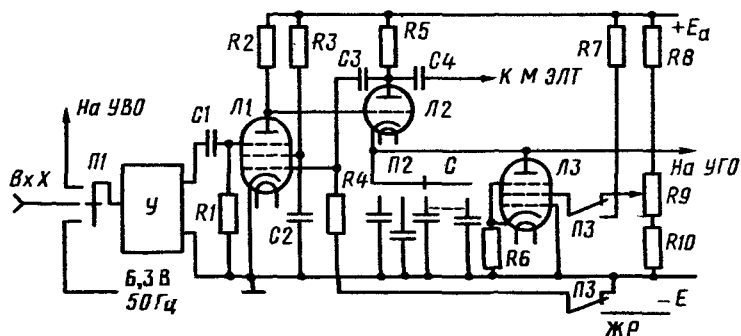 R2
R3
R5
+Eа
R7
R8
C3
C4
К М ЭЛТ
Л1
Л2
На УВО
C1
П1
Вх X
У
R1
C2
R4
П2
C
Л3
На УГО
П3
R9
R6
R10
6,3 В
50 Гц
П3
−E
ЖР